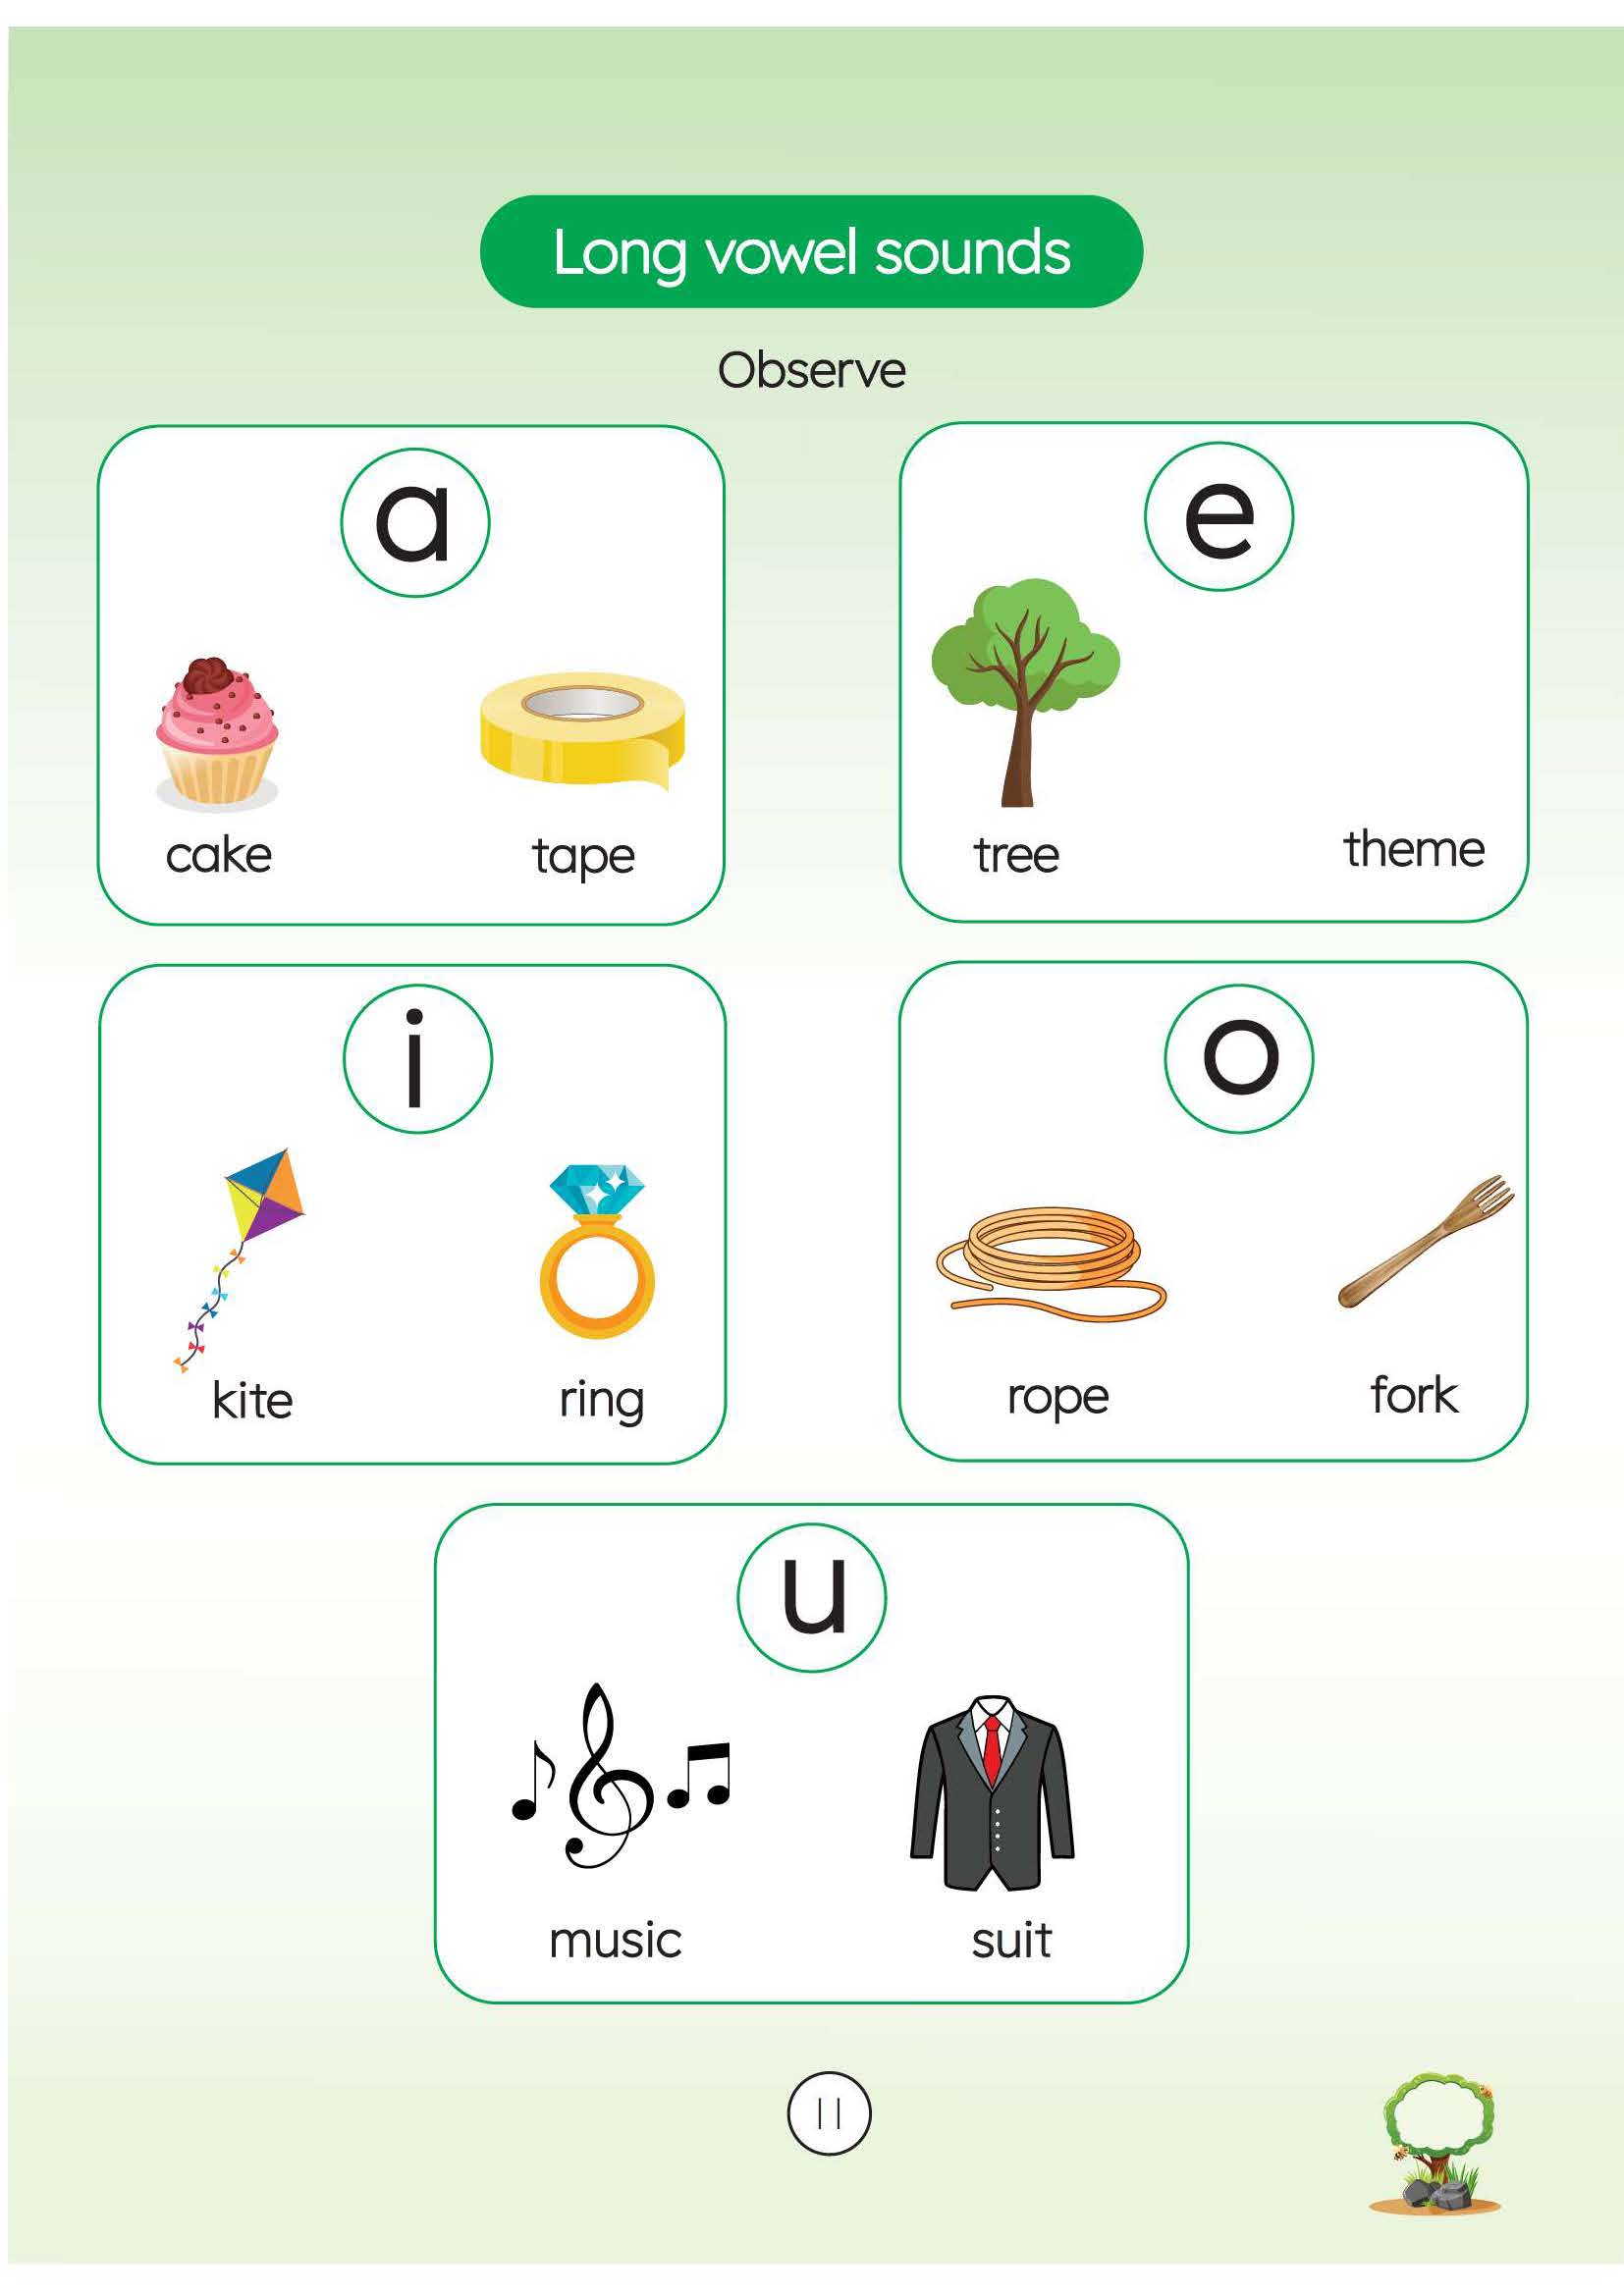 Long vowel sounds
Observe
a
cake tape
e
tree theme
i
kite ring
o
rope fork
u
music suit
11